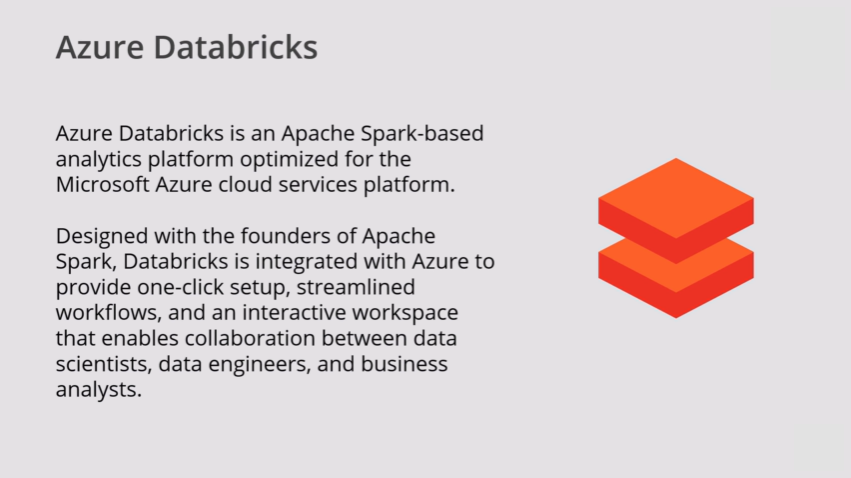 Azure Databricks
Azure Databricks is an Apache Spark-based
analytics platform optimized for the
Microsoft Azure cloud services platform.
Designed with the founders of Apache
Spark, Databricks is integrated with Azure to
provide one-click setup, streamlined
workflows, and an interactive workspace
that enables collaboration between data
scientists, data engineers, and business
analysts.